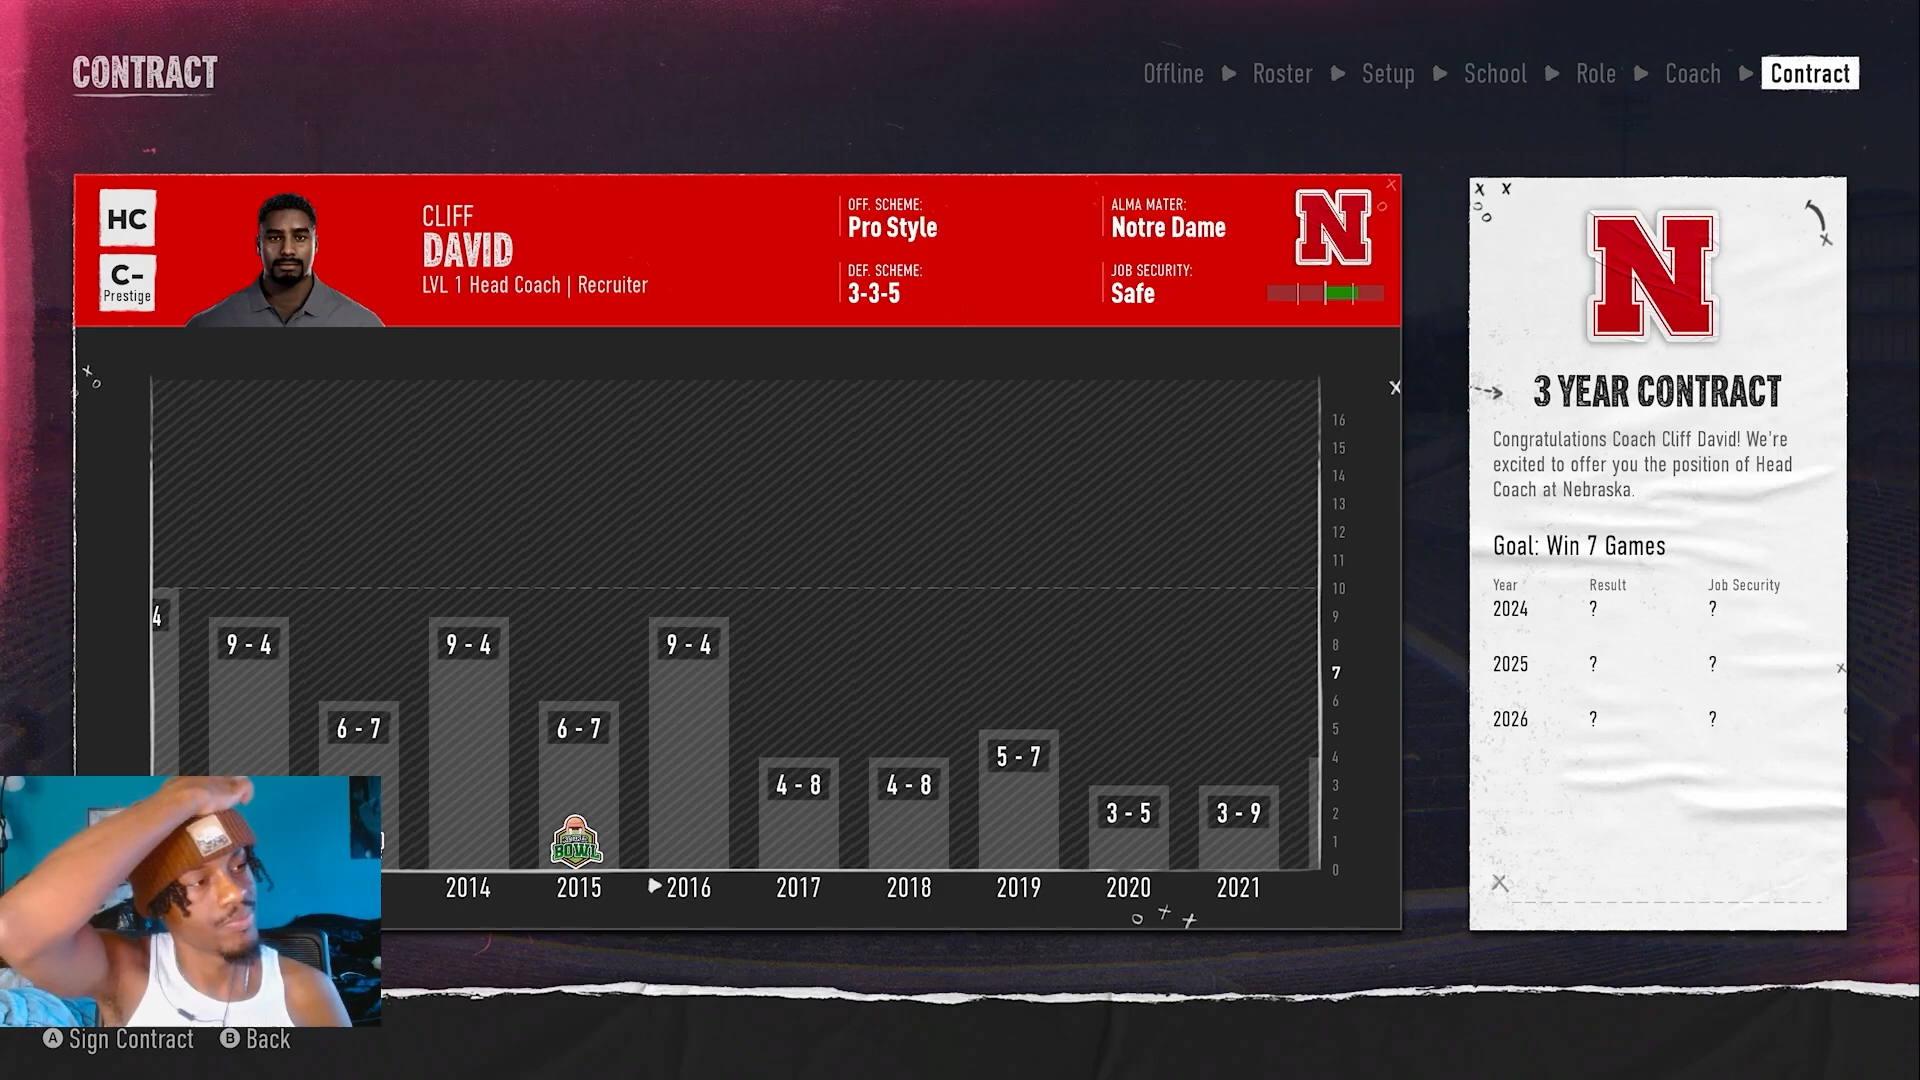 CONTRACT
Offline ▶ Roster ▶ Setup ▶ School ▶ Role ▶ Coach ▶ Contract
HC
C-
Prestige
CLIFF
DAVID
LVL 1 Head Coach | Recruiter
OFF. SCHEME:
Pro Style
DEF. SCHEME:
3-3-5
ALMA MATER:
Notre Dame
JOB SECURITY:
Safe
N
16
15
14
13
12
11
10
9
8
7
6
5
4
3
2
1
0
4
9 - 4
6 - 7
9 - 4
6 - 7
9 - 4
4 - 8
4 - 8
5 - 7
3 - 5
3 - 9
BOWL
2014
2015
2016
2017
2018
2019
2020
2021
N
3 YEAR CONTRACT
Congratulations Coach Cliff David! We're
excited to offer you the position of Head
Coach at Nebraska.
Goal: Win 7 Games
Year Result Job Security
2024 ? ?
2025 ? ?
2026 ? ?
A Sign Contract B Back